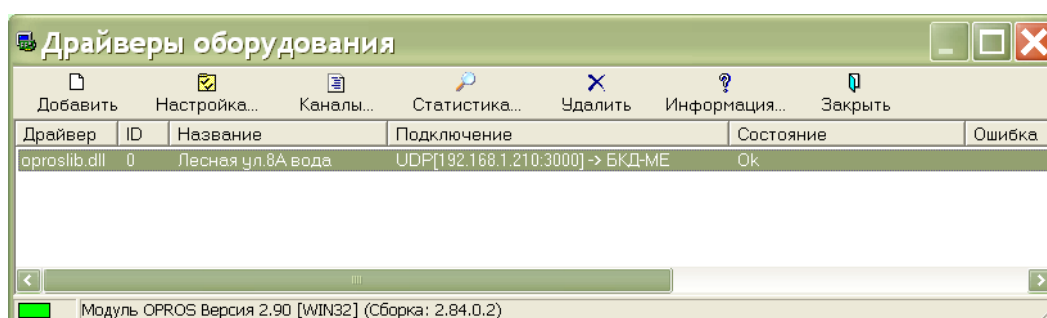 Драйверы оборудования
Добавить Настройка... Каналы... Статистика... Удалить Информация... Закрыть
Драйвер ID Название Подключение Состояние Ошибка
oproslib.dll 0 Лесная ул.8А вода UDP[192.168.1.210:3000] -> БКД-МЕ Ok
Модуль OPROS Версия 2.90 [WIN32] (Сборка: 2.84.0.2)